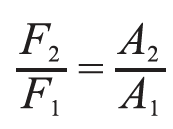 F₂/F₁ = A₂/A₁